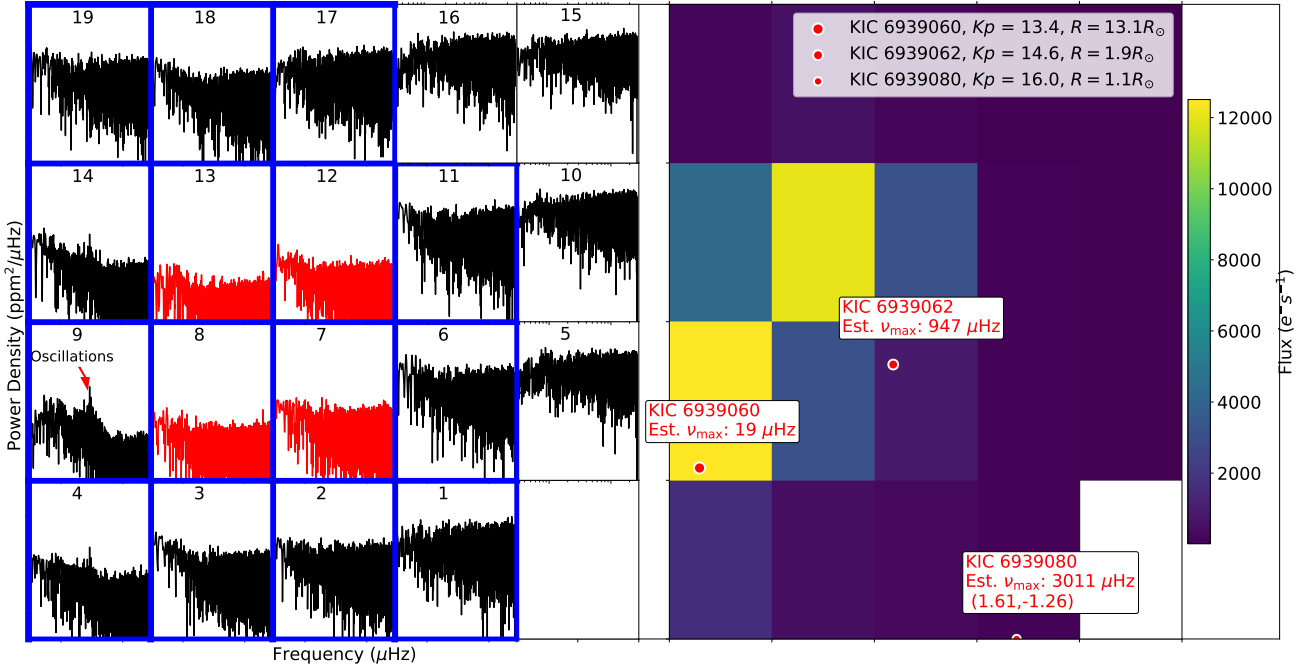 19 18 17 16 15
14 13 12 11 10
9 8 7 6 5
Oscillations
4 3 2 1
Power Density (ppm²/μHz)
Frequency (μHz)
KIC 6939060, Kp = 13.4, R = 13.1R☉
KIC 6939062, Kp = 14.6, R = 1.9R☉
KIC 6939080, Kp = 16.0, R = 1.1R☉
KIC 6939062
Est. νmax: 947 μHz
KIC 6939060
Est. νmax: 19 μHz
KIC 6939080
Est. νmax: 3011 μHz
(1.61,-1.26)
12000
10000
8000
6000
4000
2000
Flux (e⁻s⁻¹)